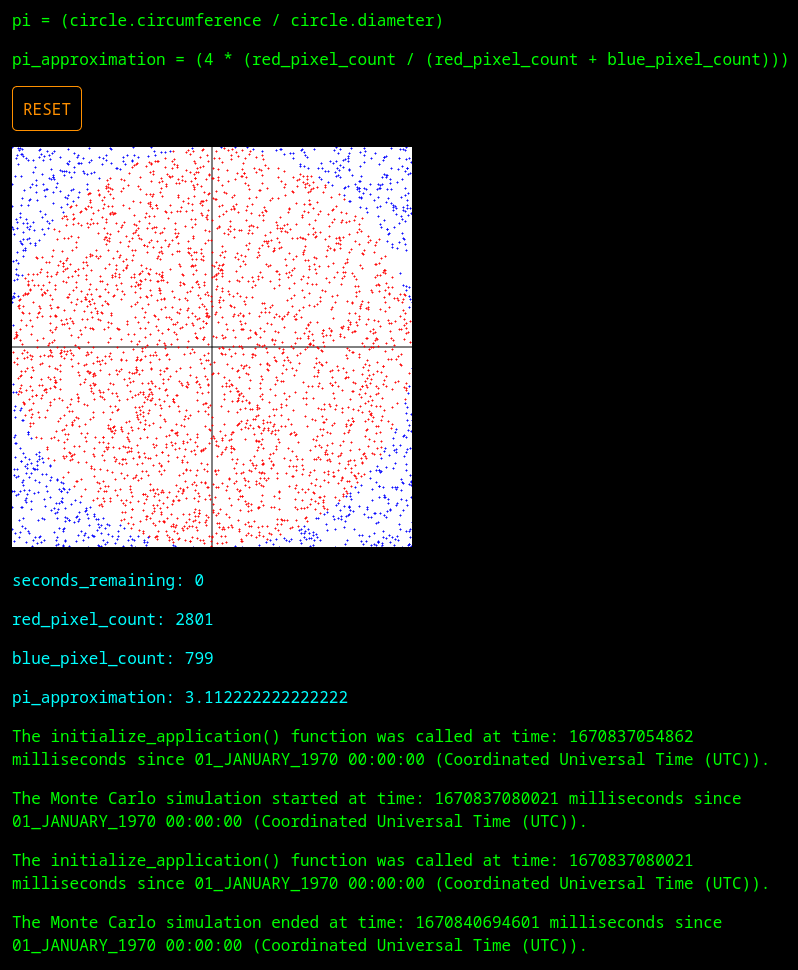 pi = (circle.circumference / circle.diameter)
pi_approximation = (4 * (red_pixel_count / (red_pixel_count + blue_pixel_count)))
RESET
seconds_remaining: 0
red_pixel_count: 2801
blue_pixel_count: 799
pi_approximation: 3.112222222222222
The initialize_application() function was called at time: 1670837054862
milliseconds since 01_JANUARY_1970 00:00:00 (Coordinated Universal Time (UTC)).
The Monte Carlo simulation started at time: 1670837080021 milliseconds since
01_JANUARY_1970 00:00:00 (Coordinated Universal Time (UTC)).
The initialize_application() function was called at time: 1670837080021
milliseconds since 01_JANUARY_1970 00:00:00 (Coordinated Universal Time (UTC)).
The Monte Carlo simulation ended at time: 1670840694601 milliseconds since
01_JANUARY_1970 00:00:00 (Coordinated Universal Time (UTC)).